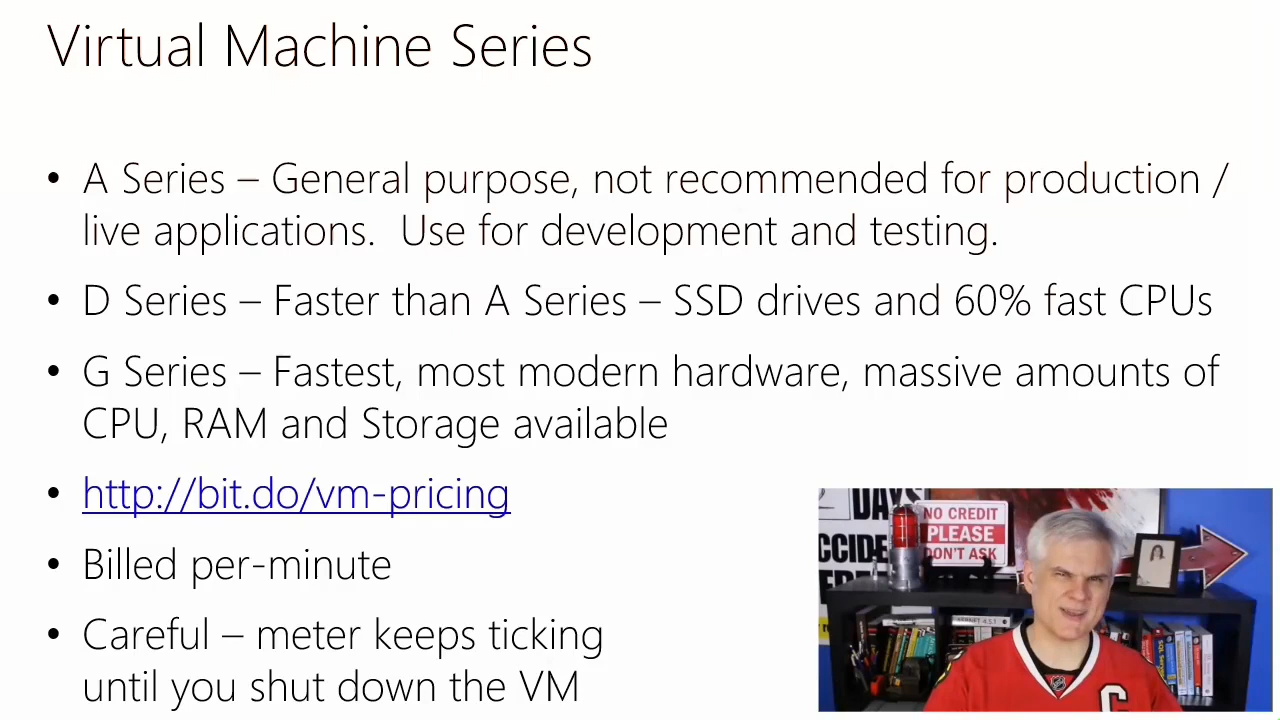 Virtual Machine Series
• A Series – General purpose, not recommended for production /
live applications.  Use for development and testing.
• D Series – Faster than A Series – SSD drives and 60% fast CPUs
• G Series – Fastest, most modern hardware, massive amounts of
CPU, RAM and Storage available
• http://bit.do/vm-pricing
• Billed per-minute
• Careful – meter keeps ticking
until you shut down the VM
DAYS
NO CREDIT
PLEASE
DON'T ASK
C